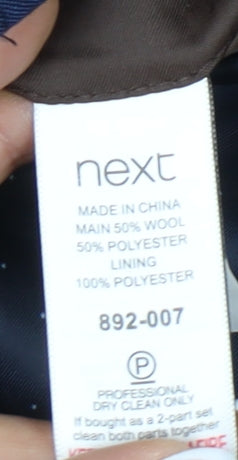 next
MADE IN CHINA
MAIN 50% WOOL
50% POLYESTER
LINING
100% POLYESTER
892-007
P
PROFESSIONAL
DRY CLEAN ONLY
If bought as a 2-part set
clean both parts together
FIRE